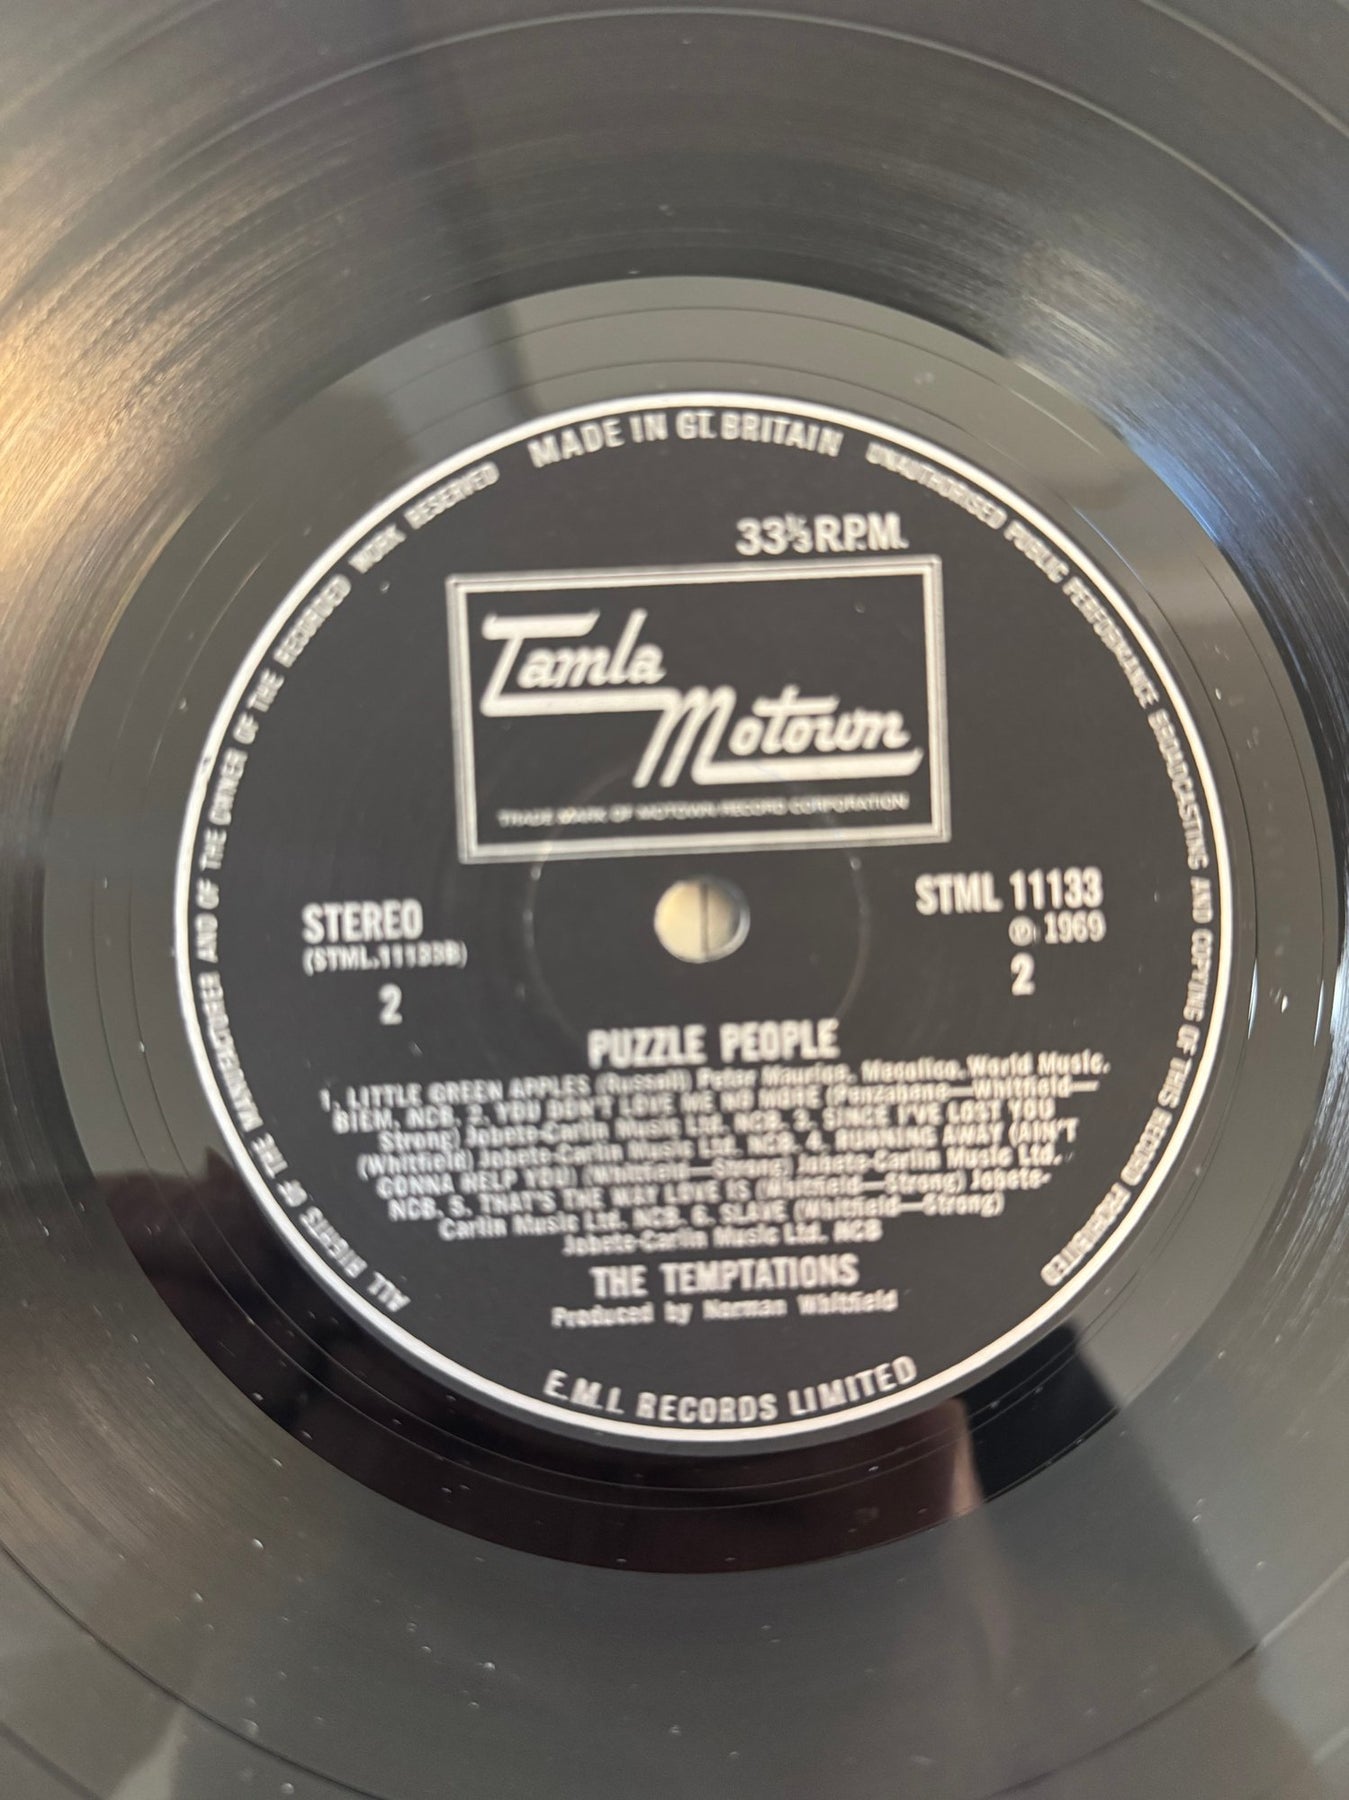 MADE IN GT. BRITAIN
UNAUTHORISED PUBLIC PERFORMANCE BROADCASTING AND COPYING OF THIS RECORD PROHIBITED
ALL RIGHTS OF THE MANUFACTURER AND OF THE OWNER OF THE RECORDED WORK RESERVED
33⅓ R.P.M.
Tamla
Motown
TRADE MARK OF MOTOWN RECORD CORPORATION
STEREO
(STML.11133B)
2
STML 11133
℗ 1969
2
PUZZLE PEOPLE
1. LITTLE GREEN APPLES (Russell) Peter Maurice, Mecolico. World Music,
BIEM, NCB. 2. YOU DON'T LOVE ME NO MORE (Penzabene—Whitfield—
Strong) Jobete-Carlin Music Ltd. NCB. 3. SINCE I'VE LOST YOU
(Whitfield) Jobete-Carlin Music Ltd. NCB. 4. RUNNING AWAY (AIN'T
GONNA HELP YOU) (Whitfield—Strong) Jobete-Carlin Music Ltd.
NCB. 5. THAT'S THE WAY LOVE IS (Whitfield—Strong) Jobete-
Carlin Music Ltd. NCB. 6. SLAVE (Whitfield—Strong)
Jobete-Carlin Music Ltd. NCB
THE TEMPTATIONS
Produced by Norman Whitfield
E.M.I. RECORDS LIMITED